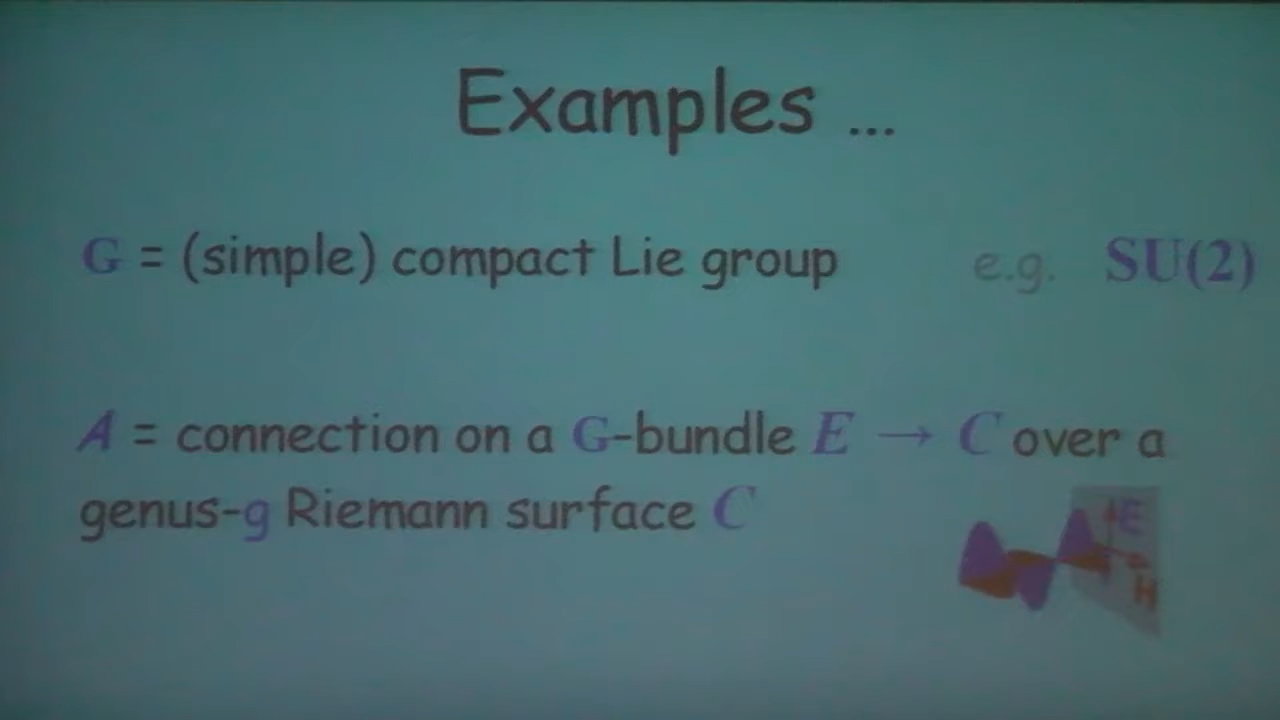 Examples ...
G = (simple) compact Lie group e.g. SU(2)
A = connection on a G-bundle E → C over a
genus-g Riemann surface C
E
H